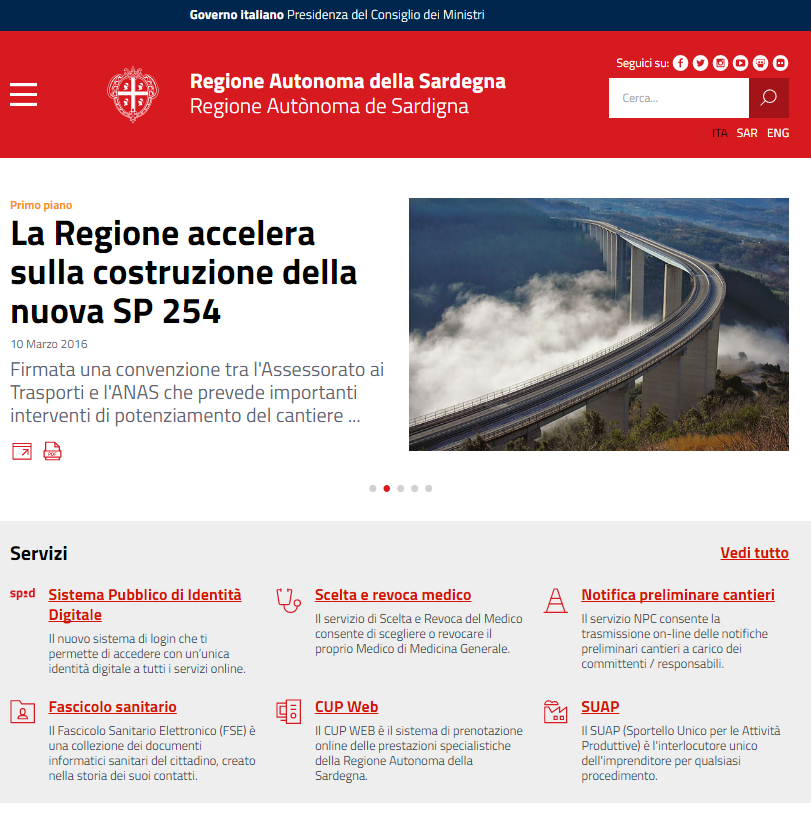 Governo italiano Presidenza del Consiglio dei Ministri
Seguici su:
Regione Autonoma della Sardegna
Regione Autònoma de Sardigna
Cerca...
ITA SAR ENG
Primo piano
La Regione accelera
sulla costruzione della
nuova SP 254
10 Marzo 2016
Firmata una convenzione tra l'Assessorato ai
Trasporti e l'ANAS che prevede importanti
interventi di potenziamento del cantiere ...
PDF
Servizi
Vedi tutto
sp:d
Sistema Pubblico di Identità
Digitale
Il nuovo sistema di login che ti
permette di accedere con un'unica
identità digitale a tutti i servizi online.
Scelta e revoca medico
Il servizio di Scelta e Revoca del Medico
consente di scegliere o revocare il
proprio Medico di Medicina Generale.
Notifica preliminare cantieri
Il servizio NPC consente la
trasmissione on-line delle notifiche
preliminari cantieri a carico dei
committenti / responsabili.
Fascicolo sanitario
Il Fascicolo Sanitario Elettronico (FSE) è
una collezione dei documenti
informatici sanitari del cittadino, creato
nella storia dei suoi contatti.
CUP Web
Il CUP WEB è il sistema di prenotazione
online delle prestazioni specialistiche
della Regione Autonoma della
Sardegna.
SUAP
Il SUAP (Sportello Unico per le Attività
Produttive) è l'interlocutore unico
dell'imprenditore per qualsiasi
procedimento.